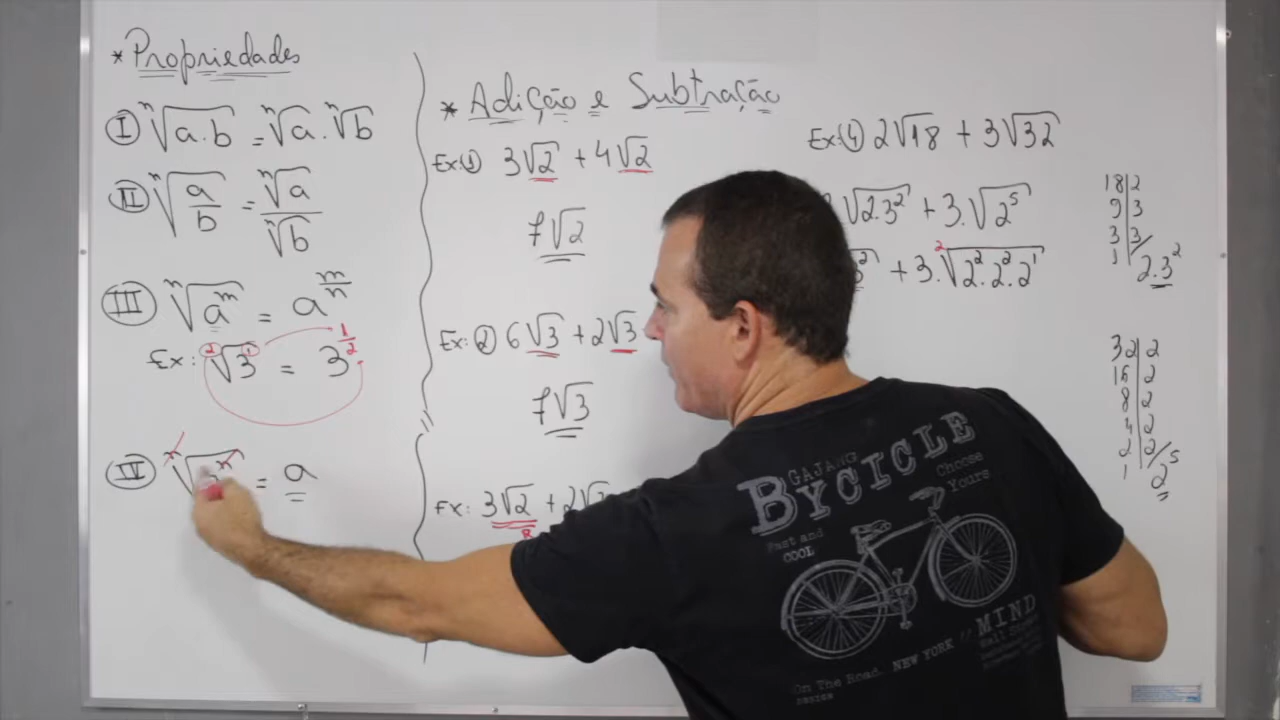 * Propriedades
I ⁿ√a.b = ⁿ√a . ⁿ√b
II ⁿ√a/b = ⁿ√a/ⁿ√b
III ⁿ√aᵐ = a^m/n
Ex: ²√3¹ = 3^1/2
IV ⁿ√ ⁿ = a
* Adição e Subtração
Ex:1) 3√2 + 4√2
7√2
Ex: 2) 6√3 + 2√3
7√3
Ex: 3√2 + 2√
R
Ex:4) 2√18 + 3√32
√2.3² + 3.√2⁵
² + 3.²√2².2².2¹
18 2
9 3
3 3
1 2.3²
32 2
16 2
8 2
4 2
2 2
1 2⁵
GAJANG
BYCICLE
Choose
Yours
Fast and
COOL
MIND
NEW YORK //
On The Road.